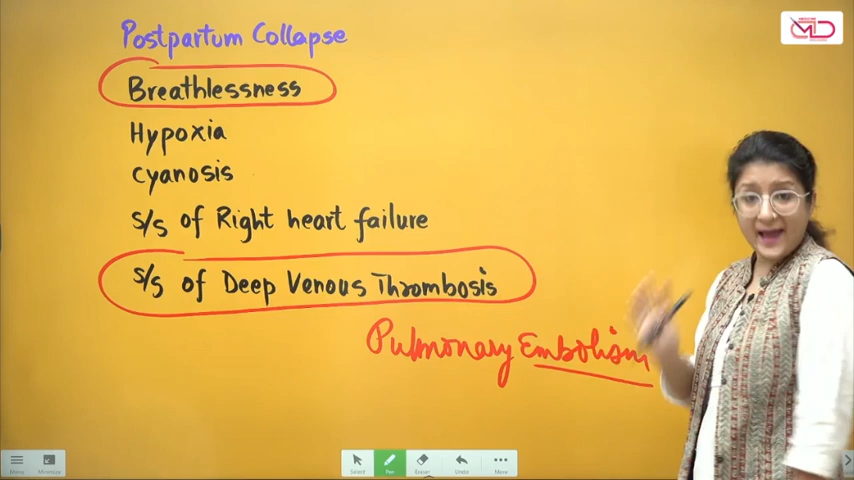 Postpartum Collapse
Breathlessness
Hypoxia
Cyanosis
s/s of Right heart failure
s/s of Deep Venous Thrombosis
Pulmonary Embolism
Menu
Minimize
Select
Pen
Eraser
Undo
More